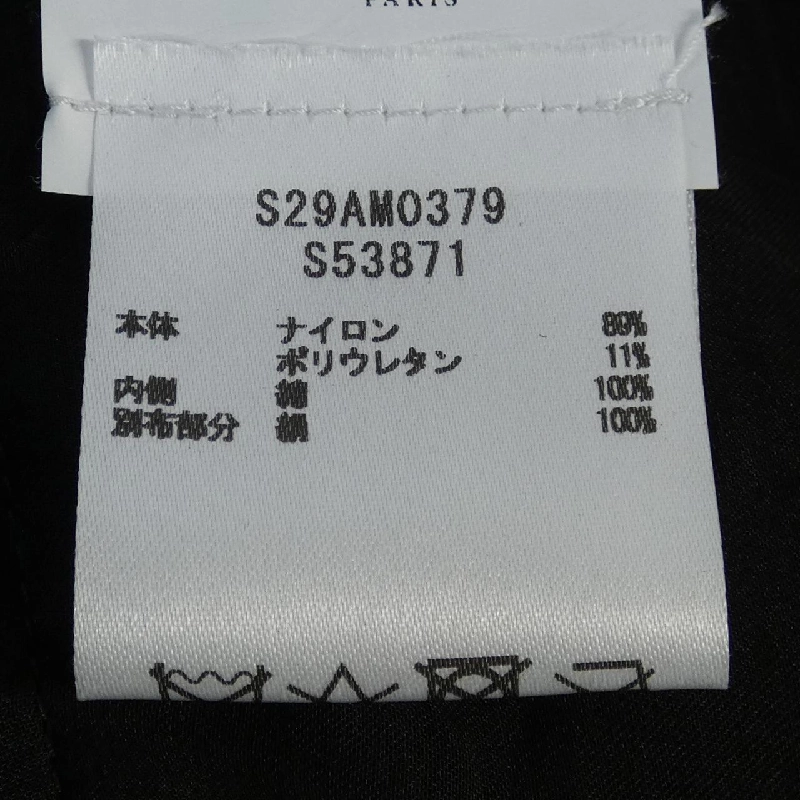 PARIS
S29AM0379
S53871
本体 ナイロン 89%
ポリウレタン 11%
内側 綿 100%
別布部分 絹 100%